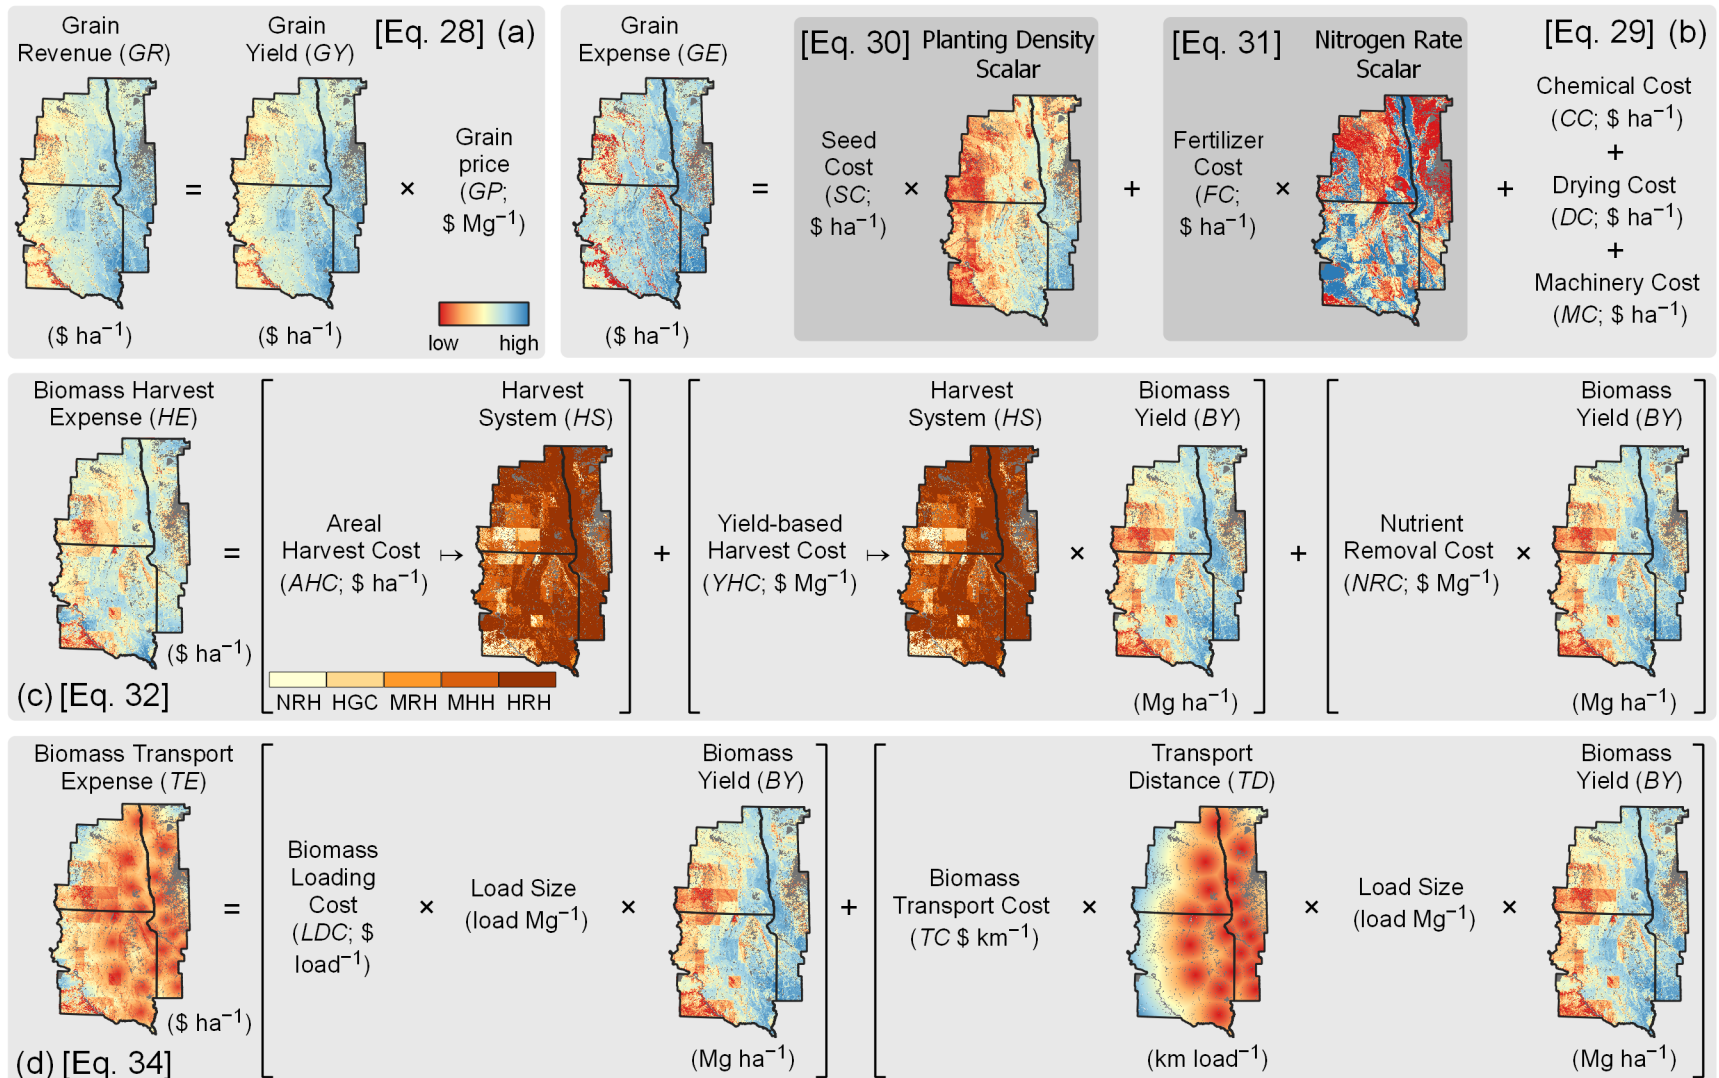 Grain
Revenue (GR)
Grain
Yield (GY)
[Eq. 28] (a)
=
×
Grain
price
(GP;
$ Mg⁻¹)
low
high
($ ha⁻¹)
($ ha⁻¹)
Grain
Expense (GE)
[Eq. 30]
Planting Density
Scalar
[Eq. 31]
Nitrogen Rate
Scalar
[Eq. 29] (b)
=
Seed
Cost
(SC;
$ ha⁻¹)
×
+
Fertilizer
Cost
(FC;
$ ha⁻¹)
×
+
Chemical Cost
(CC; $ ha⁻¹)
+
Drying Cost
(DC; $ ha⁻¹)
+
Machinery Cost
(MC; $ ha⁻¹)
($ ha⁻¹)
Biomass Harvest
Expense (HE)
=
Areal
Harvest Cost
(AHC; $ ha⁻¹)
↦
Harvest
System (HS)
+
Yield-based
Harvest Cost
(YHC; $ Mg⁻¹)
↦
Harvest
System (HS)
×
Biomass
Yield (BY)
+
Nutrient
Removal Cost
(NRC; $ Mg⁻¹)
×
Biomass
Yield (BY)
($ ha⁻¹)
(c) [Eq. 32]
NRH HGC MRH MHH HRH
(Mg ha⁻¹)
(Mg ha⁻¹)
Biomass Transport
Expense (TE)
=
Biomass
Loading
Cost
(LDC; $
load⁻¹)
×
Load Size
(load Mg⁻¹)
×
Biomass
Yield (BY)
+
Biomass
Transport Cost
(TC $ km⁻¹)
×
Transport
Distance (TD)
×
Load Size
(load Mg⁻¹)
×
Biomass
Yield (BY)
($ ha⁻¹)
(d) [Eq. 34]
(Mg ha⁻¹)
(km load⁻¹)
(Mg ha⁻¹)